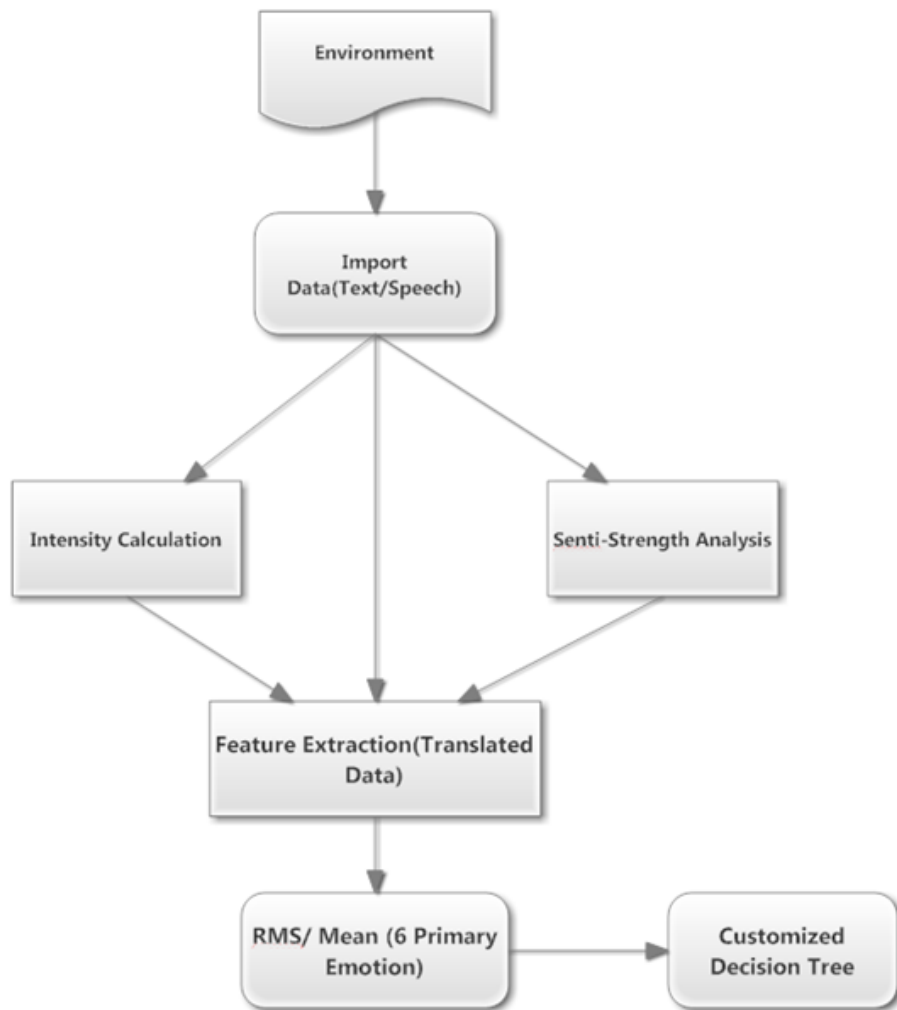 Environment
Import
Data(Text/Speech)
Intensity Calculation
Senti-Strength Analysis
Feature Extraction(Translated
Data)
RMS/ Mean (6 Primary
Emotion)
Customized
Decision Tree